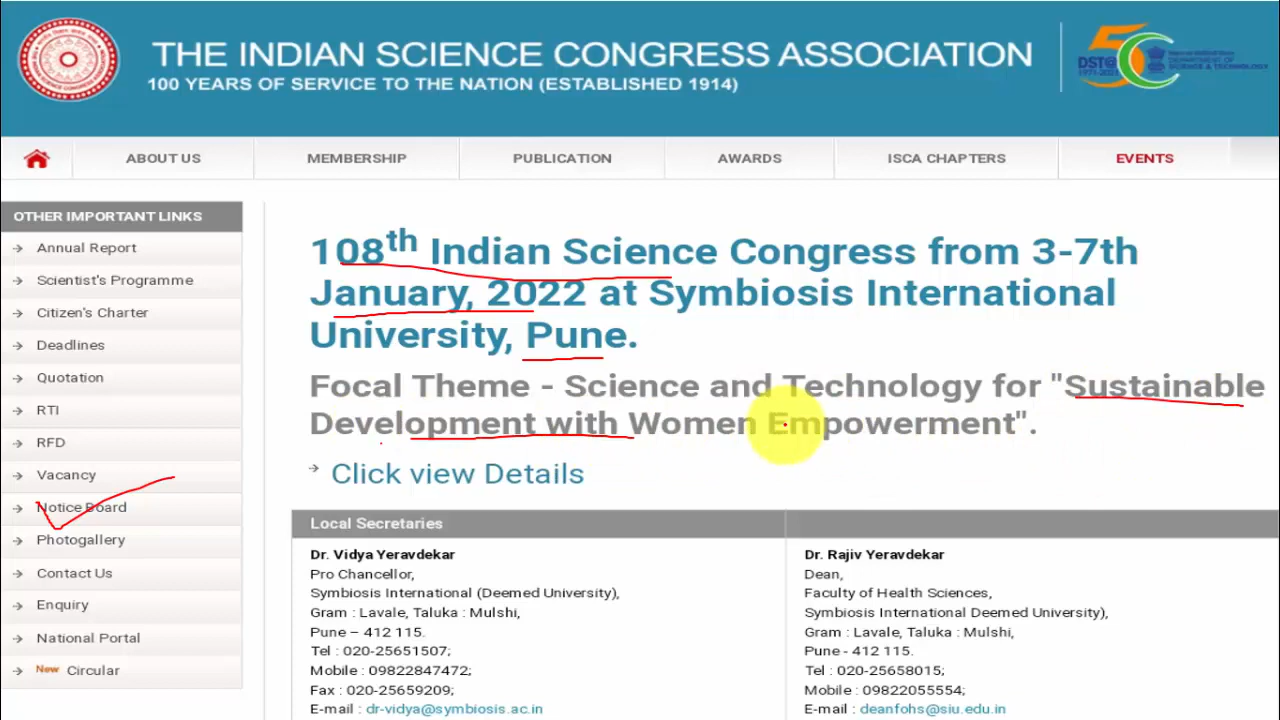 THE INDIAN SCIENCE CONGRESS ASSOCIATION
100 YEARS OF SERVICE TO THE NATION (ESTABLISHED 1914)
DST@
1971-2021
DEPARTMENT OF
SCIENCE & TECHNOLOGY
ABOUT US
MEMBERSHIP
PUBLICATION
AWARDS
ISCA CHAPTERS
EVENTS
OTHER IMPORTANT LINKS
Annual Report
Scientist's Programme
Citizen's Charter
Deadlines
Quotation
RTI
RFD
Vacancy
Notice Board
Photogallery
Contact Us
Enquiry
National Portal
New Circular
108th Indian Science Congress from 3-7th
January, 2022 at Symbiosis International
University, Pune.
Focal Theme - Science and Technology for "Sustainable
Development with Women Empowerment".
Click view Details
Local Secretaries
Dr. Vidya Yeravdekar
Pro Chancellor,
Symbiosis International (Deemed University),
Gram : Lavale, Taluka : Mulshi,
Pune – 412 115.
Tel : 020-25651507;
Mobile : 09822847472;
Fax : 020-25659209;
E-mail : dr-vidya@symbiosis.ac.in
Dr. Rajiv Yeravdekar
Dean,
Faculty of Health Sciences,
Symbiosis International Deemed University),
Gram : Lavale, Taluka : Mulshi,
Pune - 412 115.
Tel : 020-25658015;
Mobile : 09822055554;
E-mail : deanfohs@siu.edu.in